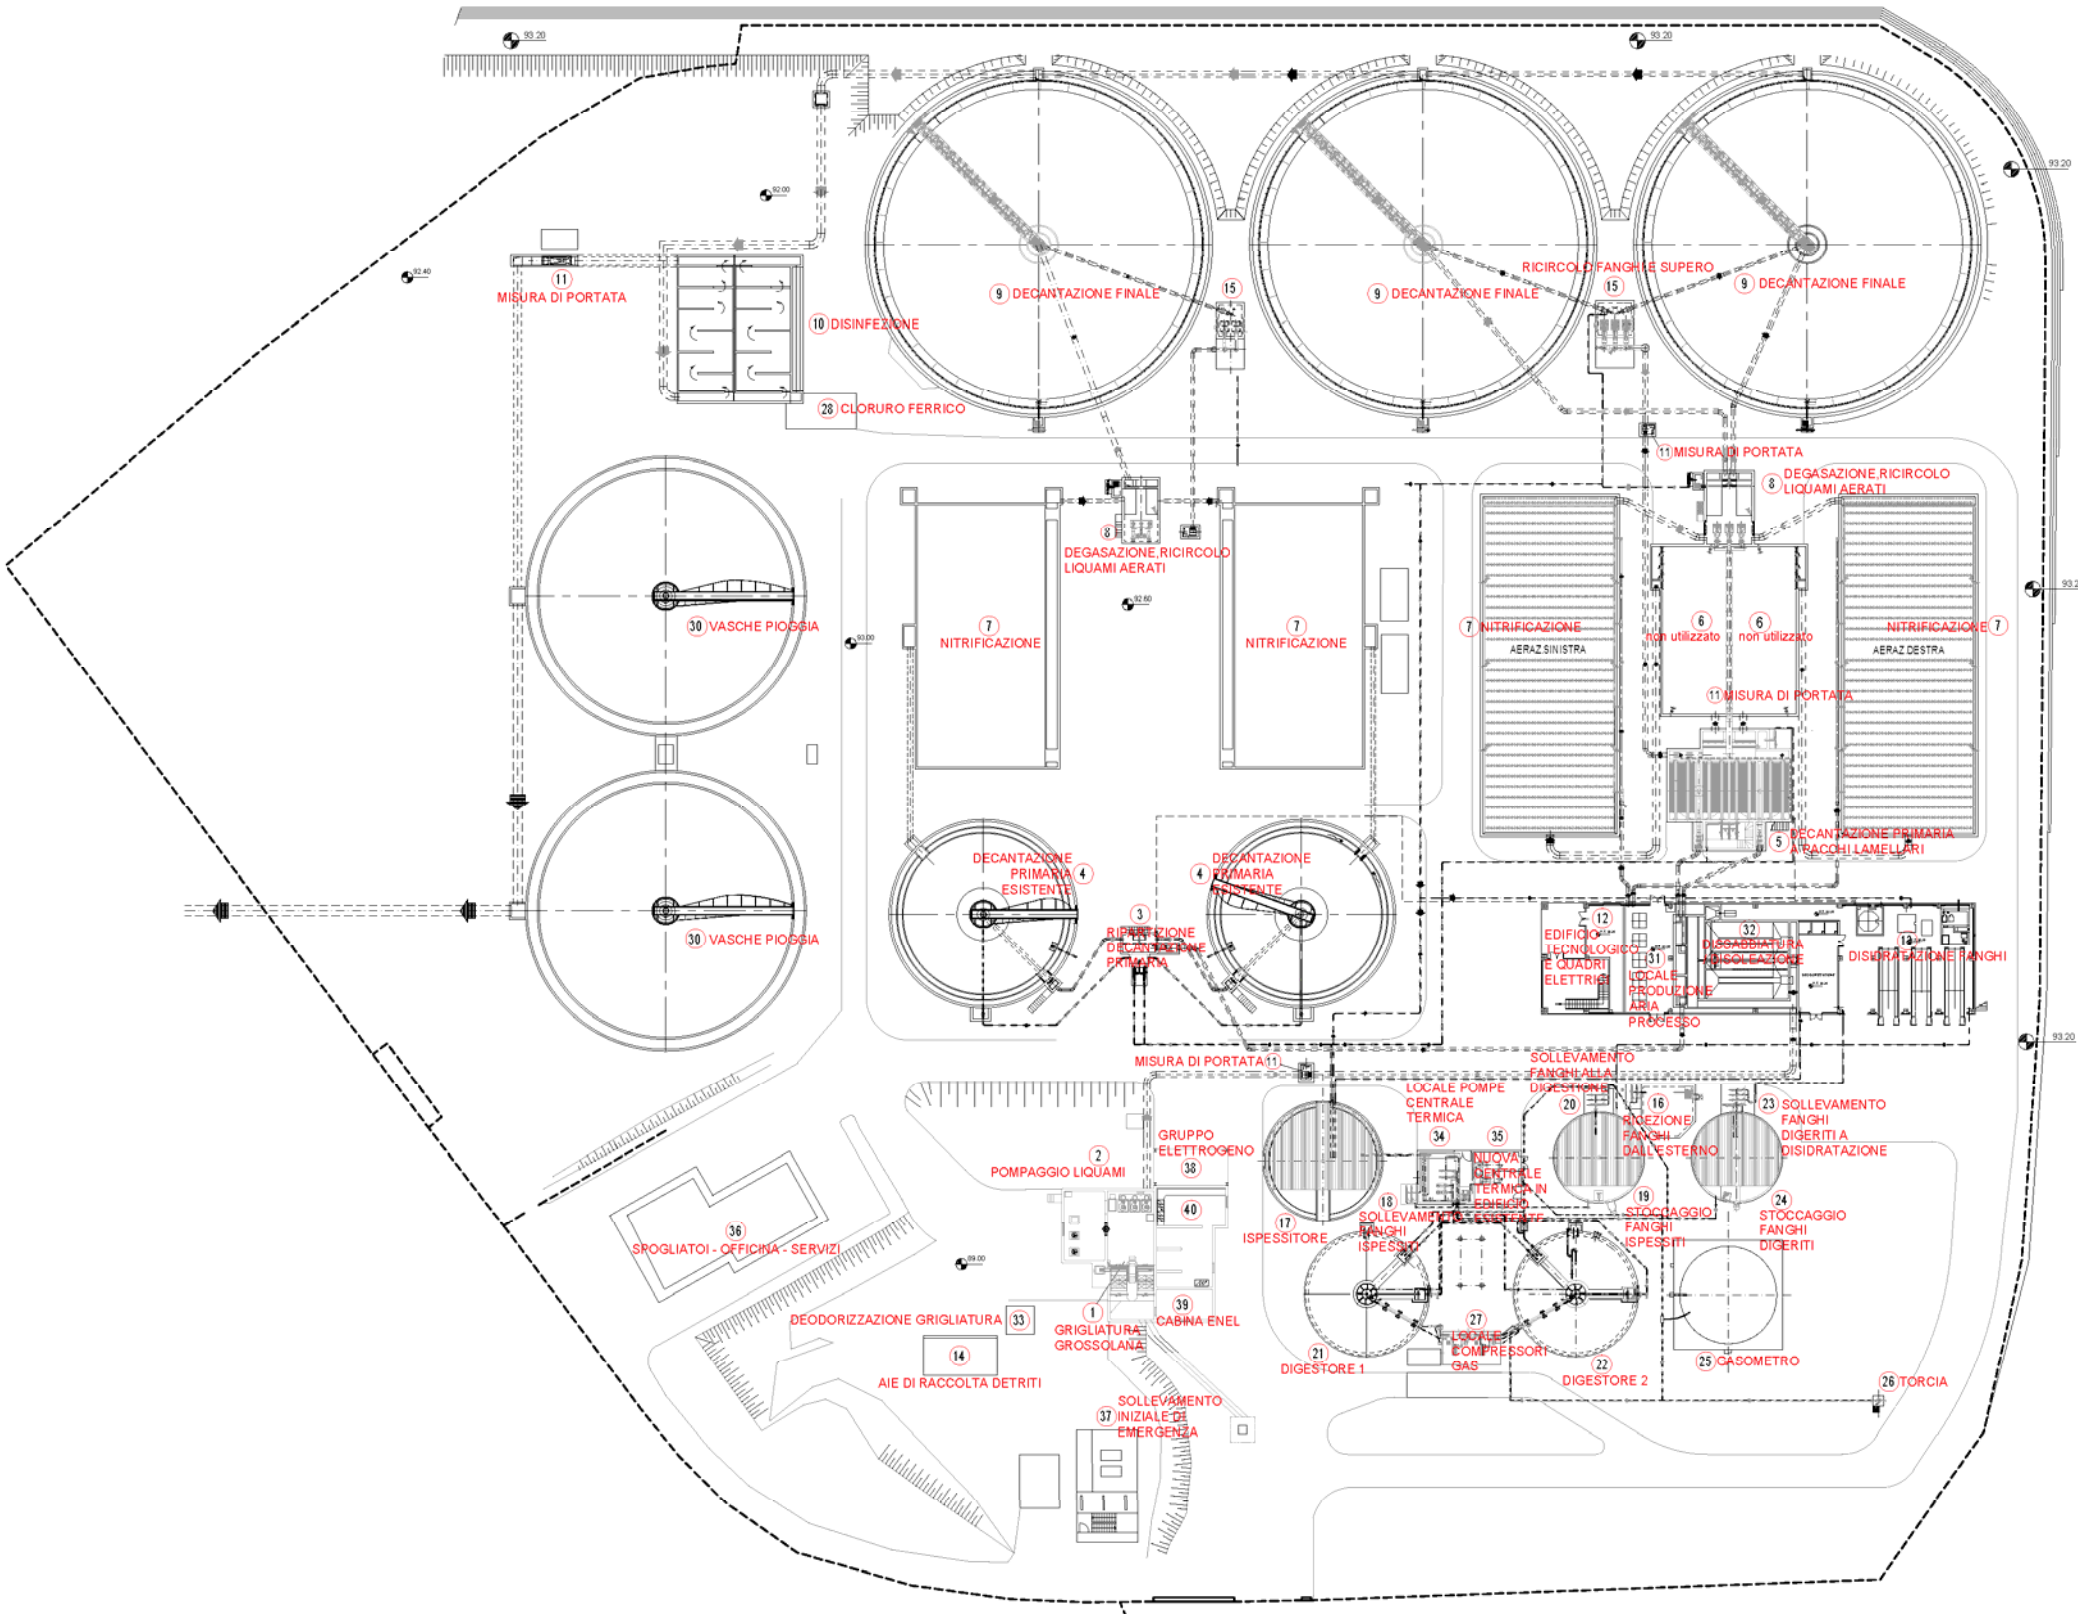 93.20
93.20
93.20
92.00
92.40
11
MISURA DI PORTATA
10 DISINFEZIONE
28 CLORURO FERRICO
9 DECANTAZIONE FINALE
15
9 DECANTAZIONE FINALE
RICIRCOLO FANGHI E SUPERO
15
9 DECANTAZIONE FINALE
11 MISURA DI PORTATA
8
DEGASAZIONE,RICIRCOLO
LIQUAMI AERATI
8
DEGASAZIONE,RICIRCOLO
LIQUAMI AERATI
92.60
93.2
30 VASCHE PIOGGIA
93.00
7
NITRIFICAZIONE
7
NITRIFICAZIONE
7 NITRIFICAZIONE
AERAZ.SINISTRA
6
non utilizzato
6
non utilizzato
NITRIFICAZIONE 7
AERAZ.DESTRA
11 MISURA DI PORTATA
5
DECANTAZIONE PRIMARIA
A PACCHI LAMELLARI
DECANTAZIONE
PRIMARIA
ESISTENTE
4
4
DECANTAZIONE
PRIMARIA
ESISTENTE
3
RIPARTIZIONE
DECANTAZIONE
PRIMARIA
30 VASCHE PIOGGIA
12
EDIFICIO
TECNOLOGICO
E QUADRI
ELETTRICI
31
LOCALE
PRODUZIONE
ARIA
PROCESSO
32
DISSABBIATURA
DISOLEAZIONE
13
DISIDRATAZIONE FANGHI
93.20
MISURA DI PORTATA 11
LOCALE POMPE
CENTRALE
TERMICA
34
SOLLEVAMENTO
FANGHI ALLA
DIGESTIONE
20
16
RICEZIONE
FANGHI
DALL'ESTERNO
23
SOLLEVAMENTO
FANGHI
DIGERITI A
DISIDRATAZIONE
35
NUOVA
CENTRALE
TERMICA IN
EDIFICIO
ESISTENTE
2
POMPAGGIO LIQUAMI
GRUPPO
ELETTROGENO
38
40
17
ISPESSITORE
18
SOLLEVAMENTO
FANGHI
ISPESSITI
19
STOCCAGGIO
FANGHI
ISPESSITI
24
STOCCAGGIO
FANGHI
DIGERITI
36
SPOGLIATOI - OFFICINA - SERVIZI
89.00
DEODORIZZAZIONE GRIGLIATURA 33
1
GRIGLIATURA
GROSSOLANA
39
CABINA ENEL
27
LOCALE
COMPRESSORI
GAS
21
DIGESTORE 1
22
DIGESTORE 2
25 GASOMETRO
26 TORCIA
14
AIE DI RACCOLTA DETRITI
37
SOLLEVAMENTO
INIZIALE DI
EMERGENZA